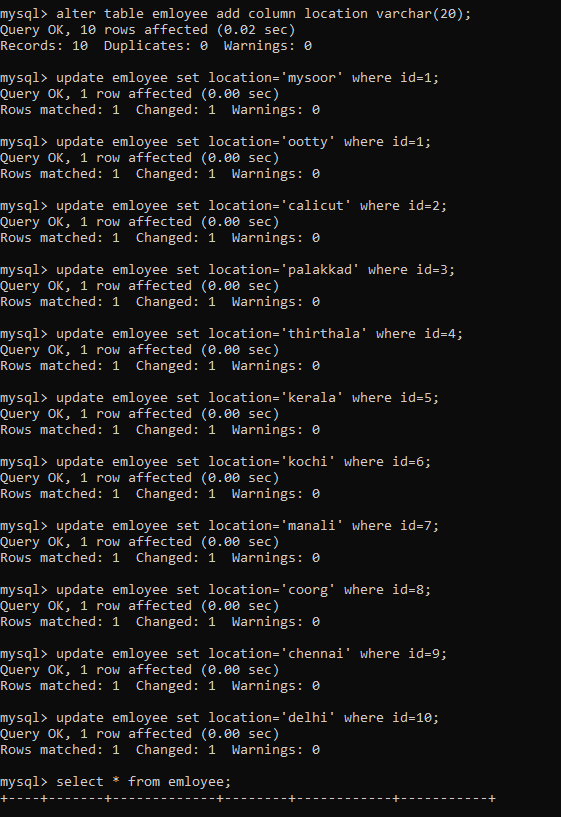 mysql> alter table emloyee add column location varchar(20);
Query OK, 10 rows affected (0.02 sec)
Records: 10  Duplicates: 0  Warnings: 0
mysql> update emloyee set location='mysoor' where id=1;
Query OK, 1 row affected (0.00 sec)
Rows matched: 1  Changed: 1  Warnings: 0
mysql> update emloyee set location='ootty' where id=1;
Query OK, 1 row affected (0.00 sec)
Rows matched: 1  Changed: 1  Warnings: 0
mysql> update emloyee set location='calicut' where id=2;
Query OK, 1 row affected (0.00 sec)
Rows matched: 1  Changed: 1  Warnings: 0
mysql> update emloyee set location='palakkad' where id=3;
Query OK, 1 row affected (0.00 sec)
Rows matched: 1  Changed: 1  Warnings: 0
mysql> update emloyee set location='thirthala' where id=4;
Query OK, 1 row affected (0.00 sec)
Rows matched: 1  Changed: 1  Warnings: 0
mysql> update emloyee set location='kerala' where id=5;
Query OK, 1 row affected (0.00 sec)
Rows matched: 1  Changed: 1  Warnings: 0
mysql> update emloyee set location='kochi' where id=6;
Query OK, 1 row affected (0.00 sec)
Rows matched: 1  Changed: 1  Warnings: 0
mysql> update emloyee set location='manali' where id=7;
Query OK, 1 row affected (0.00 sec)
Rows matched: 1  Changed: 1  Warnings: 0
mysql> update emloyee set location='coorg' where id=8;
Query OK, 1 row affected (0.00 sec)
Rows matched: 1  Changed: 1  Warnings: 0
mysql> update emloyee set location='chennai' where id=9;
Query OK, 1 row affected (0.00 sec)
Rows matched: 1  Changed: 1  Warnings: 0
mysql> update emloyee set location='delhi' where id=10;
Query OK, 1 row affected (0.00 sec)
Rows matched: 1  Changed: 1  Warnings: 0
mysql> select * from emloyee;
+----+-------+-------------+--------+------------+-----------+